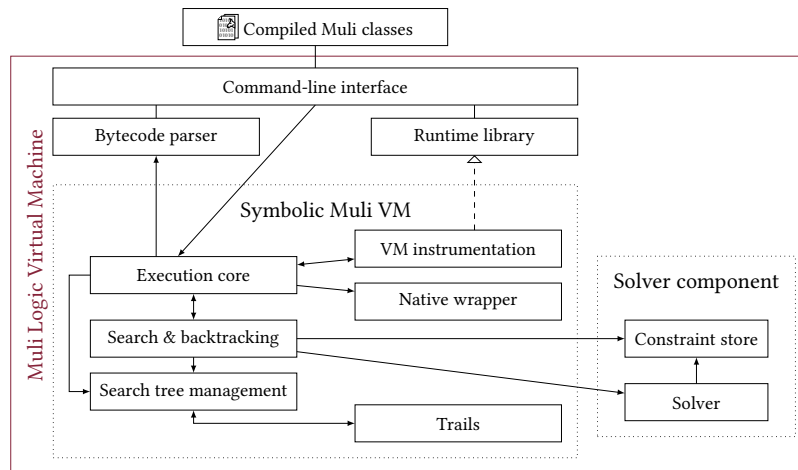 Compiled Muli classes
Muli Logic Virtual Machine
Command-line interface
Bytecode parser
Runtime library
Symbolic Muli VM
VM instrumentation
Execution core
Native wrapper
Solver component
Search & backtracking
Constraint store
Search tree management
Solver
Trails